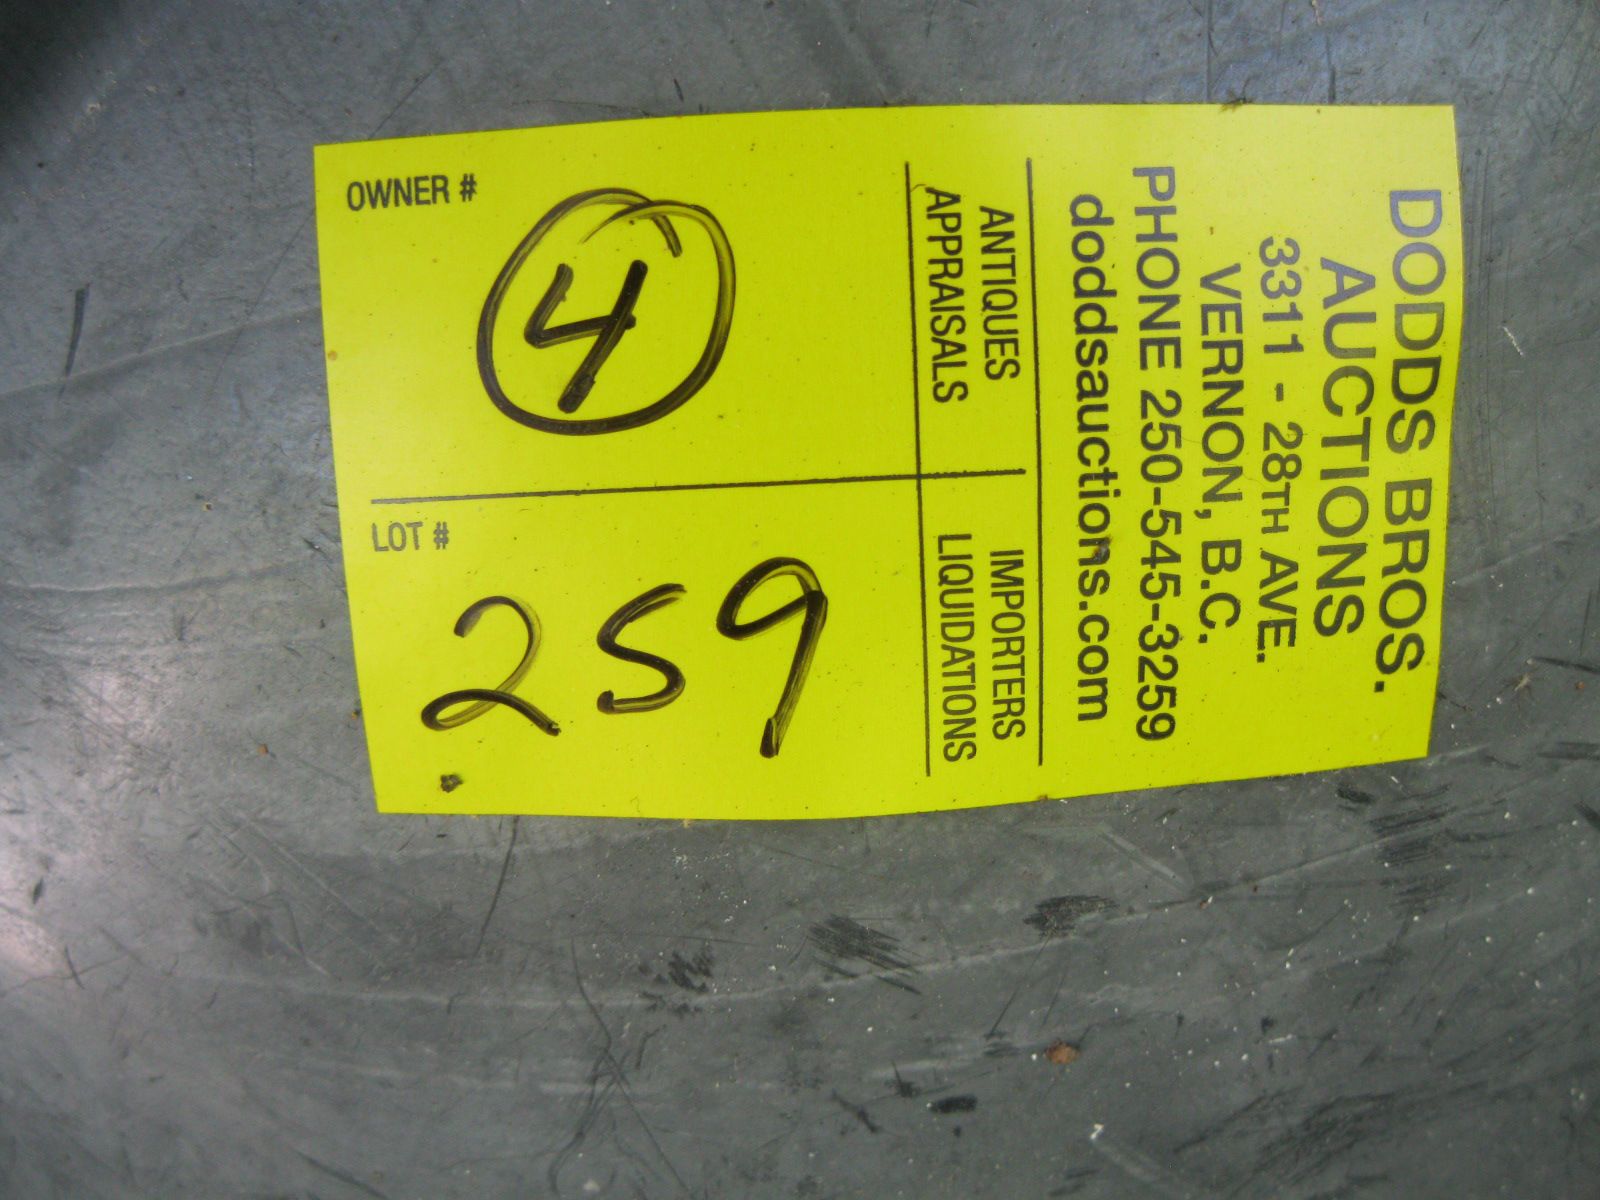 DODDS BROS.
AUCTIONS
3311 - 28TH AVE.
VERNON, B.C.
PHONE 250-545-3259
doddsauctions.com
ANTIQUES
APPRAISALS
IMPORTERS
LIQUIDATIONS
OWNER #
4
LOT #
259